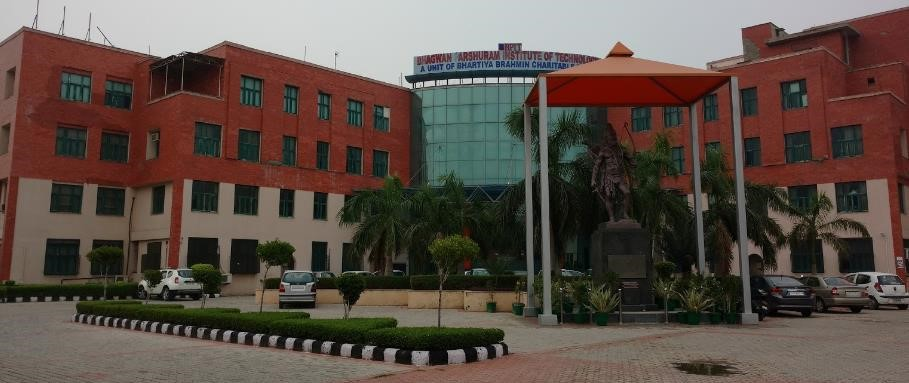 BPIT
BHAGWAN PARSHURAM INSTITUTE OF TECHNOLOGY
A UNIT OF BHARTIYA BRAHMIN CHARITABLE